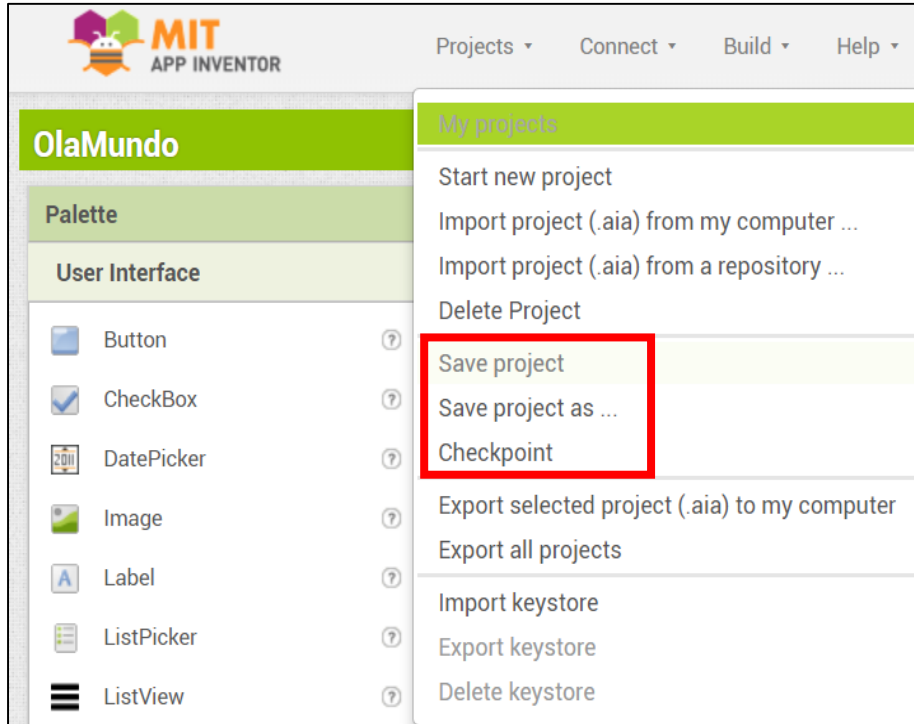 MIT
APP INVENTOR
Projects
Connect
Build
Help
OlaMundo
Palette
User Interface
Button
CheckBox
2011
DatePicker
Image
A
Label
ListPicker
ListView
?
?
?
?
?
?
?
My projects
Start new project
Import project (.aia) from my computer ...
Import project (.aia) from a repository ...
Delete Project
Save project
Save project as ...
Checkpoint
Export selected project (.aia) to my computer
Export all projects
Import keystore
Export keystore
Delete keystore